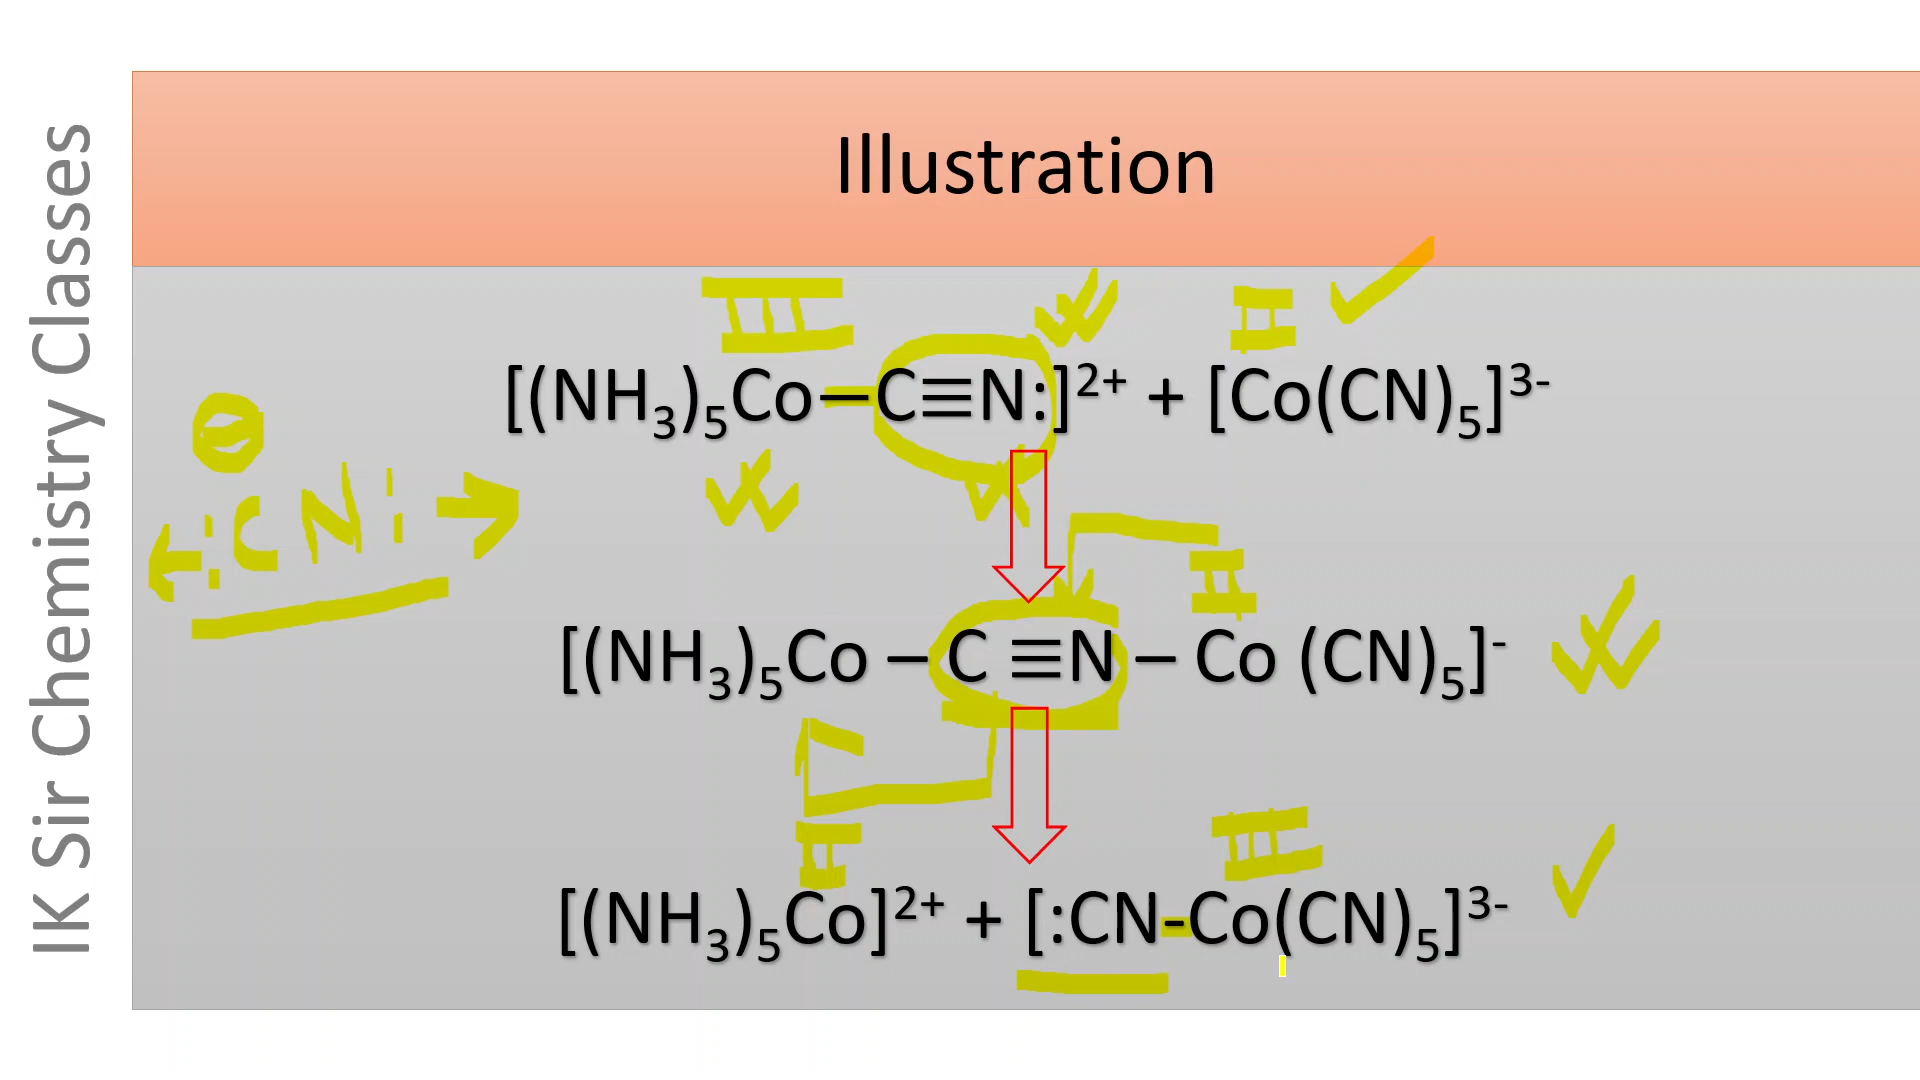 IK Sir Chemistry Classes
Illustration
III II
[(NH₃)₅Co—C≡N:]²⁺ + [Co(CN)₅]³⁻
:CN:
II
[(NH₃)₅Co – C ≡N – Co (CN)₅]⁻
II III
[(NH₃)₅Co]²⁺ + [:CN-Co(CN)₅]³⁻